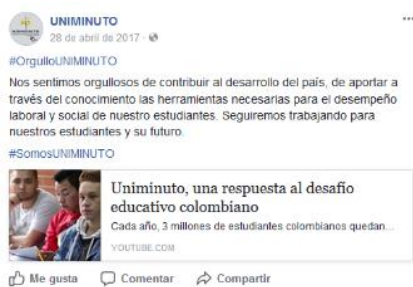 UNIMINUTO
28 de abril de 2017
#OrgulloUNIMINUTO
Nos sentimos orgullosos de contribuir al desarrollo del país, de aportar a
través del conocimiento las herramientas necesarias para el desempeño
laboral y social de nuestro estudiantes. Seguiremos trabajando para
nuestros estudiantes y su futuro.
#SomosUNIMINUTO
Uniminuto, una respuesta al desafío
educativo colombiano
Cada año, 3 millones de estudiantes colombianos quedan...
YOUTUBE.COM
Me gusta Comentar Compartir